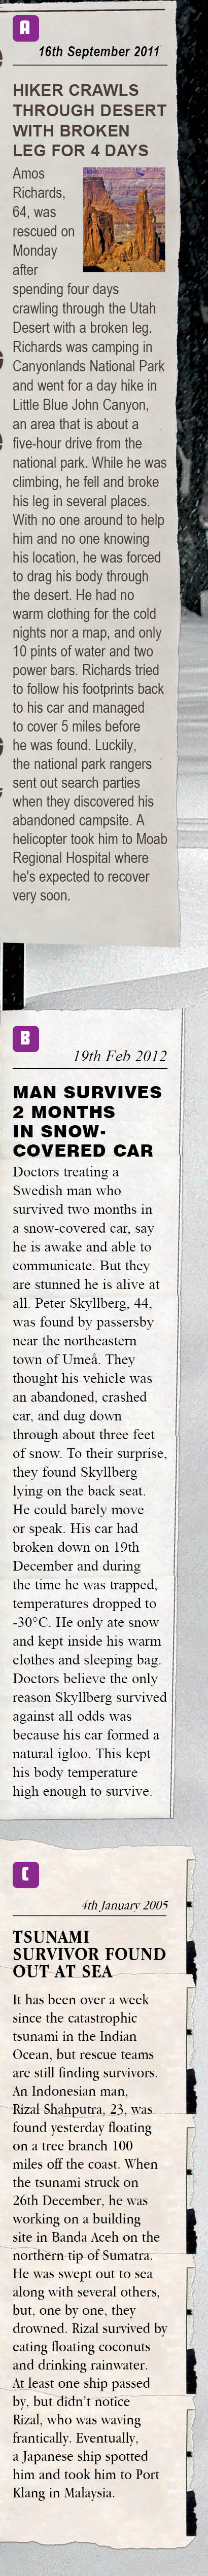 A
16th September 2011
HIKER CRAWLS
THROUGH DESERT
WITH BROKEN
LEG FOR 4 DAYS
Amos
Richards,
64, was
rescued on
Monday
after
spending four days
crawling through the Utah
Desert with a broken leg.
Richards was camping in
Canyonlands National Park
and went for a day hike in
Little Blue John Canyon,
an area that is about a
five-hour drive from the
national park. While he was
climbing, he fell and broke
his leg in several places.
With no one around to help
him and no one knowing
his location, he was forced
to drag his body through
the desert. He had no
warm clothing for the cold
nights nor a map, and only
10 pints of water and two
power bars. Richards tried
to follow his footprints back
to his car and managed
to cover 5 miles before
he was found. Luckily,
the national park rangers
sent out search parties
when they discovered his
abandoned campsite. A
helicopter took him to Moab
Regional Hospital where
he's expected to recover
very soon.
B
19th Feb 2012
MAN SURVIVES
2 MONTHS
IN SNOW-
COVERED CAR
Doctors treating a
Swedish man who
survived two months in
a snow-covered car, say
he is awake and able to
communicate. But they
are stunned he is alive at
all. Peter Skyllberg, 44,
was found by passersby
near the northeastern
town of Umeå. They
thought his vehicle was
an abandoned, crashed
car, and dug down
through about three feet
of snow. To their surprise,
they found Skyllberg
lying on the back seat.
He could barely move
or speak. His car had
broken down on 19th
December and during
the time he was trapped,
temperatures dropped to
-30°C. He only ate snow
and kept inside his warm
clothes and sleeping bag.
Doctors believe the only
reason Skyllberg survived
against all odds was
because his car formed a
natural igloo. This kept
his body temperature
high enough to survive.
C
4th January 2005
TSUNAMI
SURVIVOR FOUND
OUT AT SEA
It has been over a week
since the catastrophic
tsunami in the Indian
Ocean, but rescue teams
are still finding survivors.
An Indonesian man,
Rizal Shahputra, 23, was
found yesterday floating
on a tree branch 100
miles off the coast. When
the tsunami struck on
26th December, he was
working on a building
site in Banda Aceh on the
northern tip of Sumatra.
He was swept out to sea
along with several others,
but, one by one, they
drowned. Rizal survived by
eating floating coconuts
and drinking rainwater.
At least one ship passed
by, but didn't notice
Rizal, who was waving
frantically. Eventually,
a Japanese ship spotted
him and took him to Port
Klang in Malaysia.